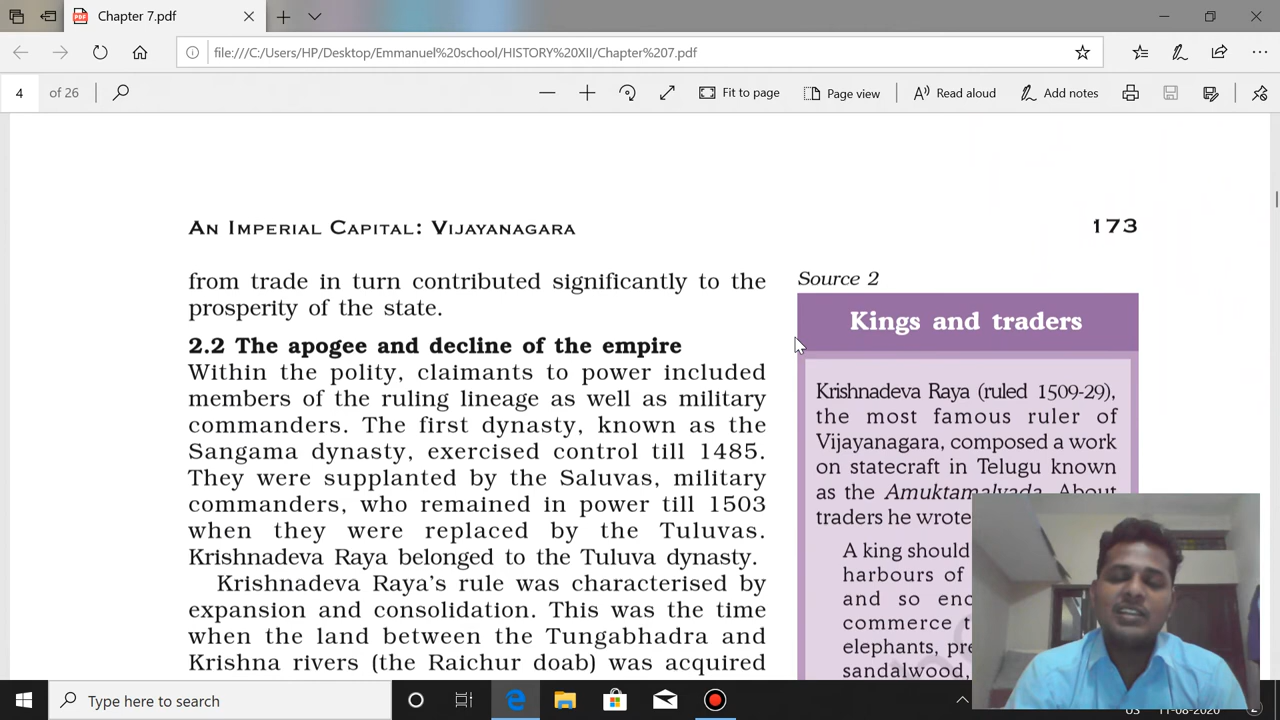 Chapter 7.pdf
file:///C:/Users/HP/Desktop/Emmanuel%20school/HISTORY%20XII/Chapter%207.pdf
4 of 26
Fit to page
Page view
Read aloud
Add notes
AN IMPERIAL CAPITAL: VIJAYANAGARA
173
from trade in turn contributed significantly to the
prosperity of the state.
2.2 The apogee and decline of the empire
Within the polity, claimants to power included
members of the ruling lineage as well as military
commanders. The first dynasty, known as the
Sangama dynasty, exercised control till 1485.
They were supplanted by the Saluvas, military
commanders, who remained in power till 1503
when they were replaced by the Tuluvas.
Krishnadeva Raya belonged to the Tuluva dynasty.
Krishnadeva Raya's rule was characterised by
expansion and consolidation. This was the time
when the land between the Tungabhadra and
Krishna rivers (the Raichur doab) was acquired
Source 2
Kings and traders
Krishnadeva Raya (ruled 1509-29),
the most famous ruler of
Vijayanagara, composed a work
on statecraft in Telugu known
as the Amuktamalyada. About
traders he wrote
A king should
harbours of
and so enc
commerce t
elephants, pre
sandalwood,
Type here to search
US
11-08-2020
2